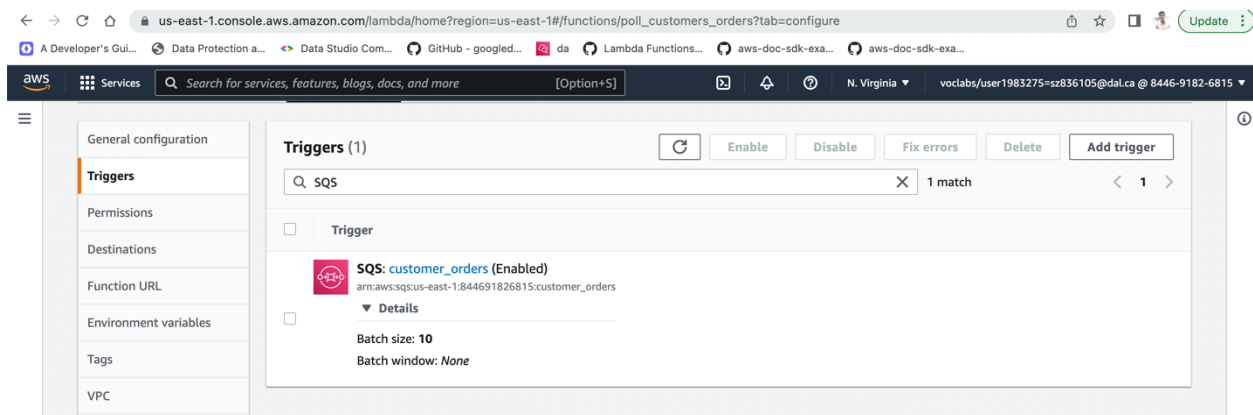 us-east-1.console.aws.amazon.com/lambda/home?region=us-east-1#/functions/poll_customers_orders?tab=configure
Update
A Developer's Gui... Data Protection a... Data Studio Com... GitHub - googled... da Lambda Functions... aws-doc-sdk-exa... aws-doc-sdk-exa...
aws Services Search for services, features, blogs, docs, and more [Option+S] N. Virginia ▼ voclabs/user1983275=sz836105@dal.ca @ 8446-9182-6815 ▼
General configuration
Triggers
Permissions
Destinations
Function URL
Environment variables
Tags
VPC
Triggers (1) Enable Disable Fix errors Delete Add trigger
SQS 1 match 1
Trigger
SQS: customer_orders (Enabled)
arn:aws:sqs:us-east-1:844691826815:customer_orders
▼ Details
Batch size: 10
Batch window: None